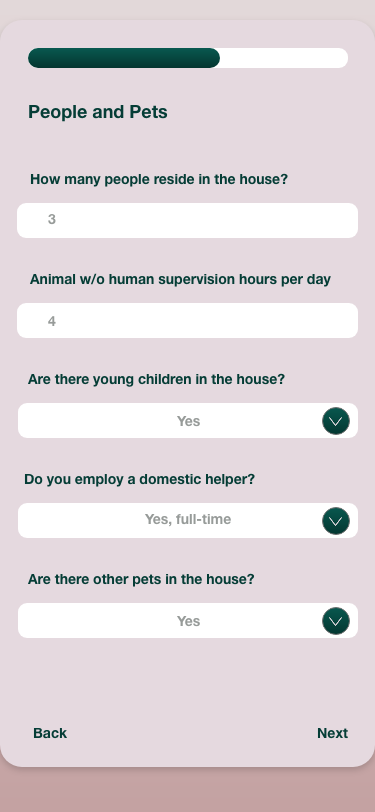 People and Pets
How many people reside in the house?
3
Animal w/o human supervision hours per day
4
Are there young children in the house?
Yes
Do you employ a domestic helper?
Yes, full-time
Are there other pets in the house?
Yes
Back Next